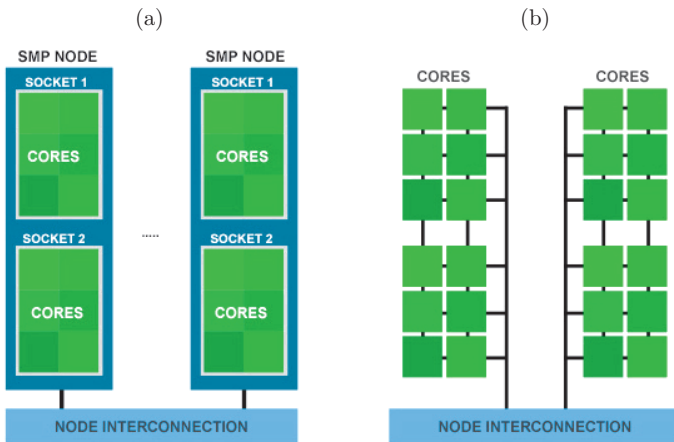 (a)
SMP NODE
SOCKET 1
CORES
SOCKET 2
CORES
.....
SMP NODE
SOCKET 1
CORES
SOCKET 2
CORES
NODE INTERCONNECTION
(b)
CORES
CORES
NODE INTERCONNECTION